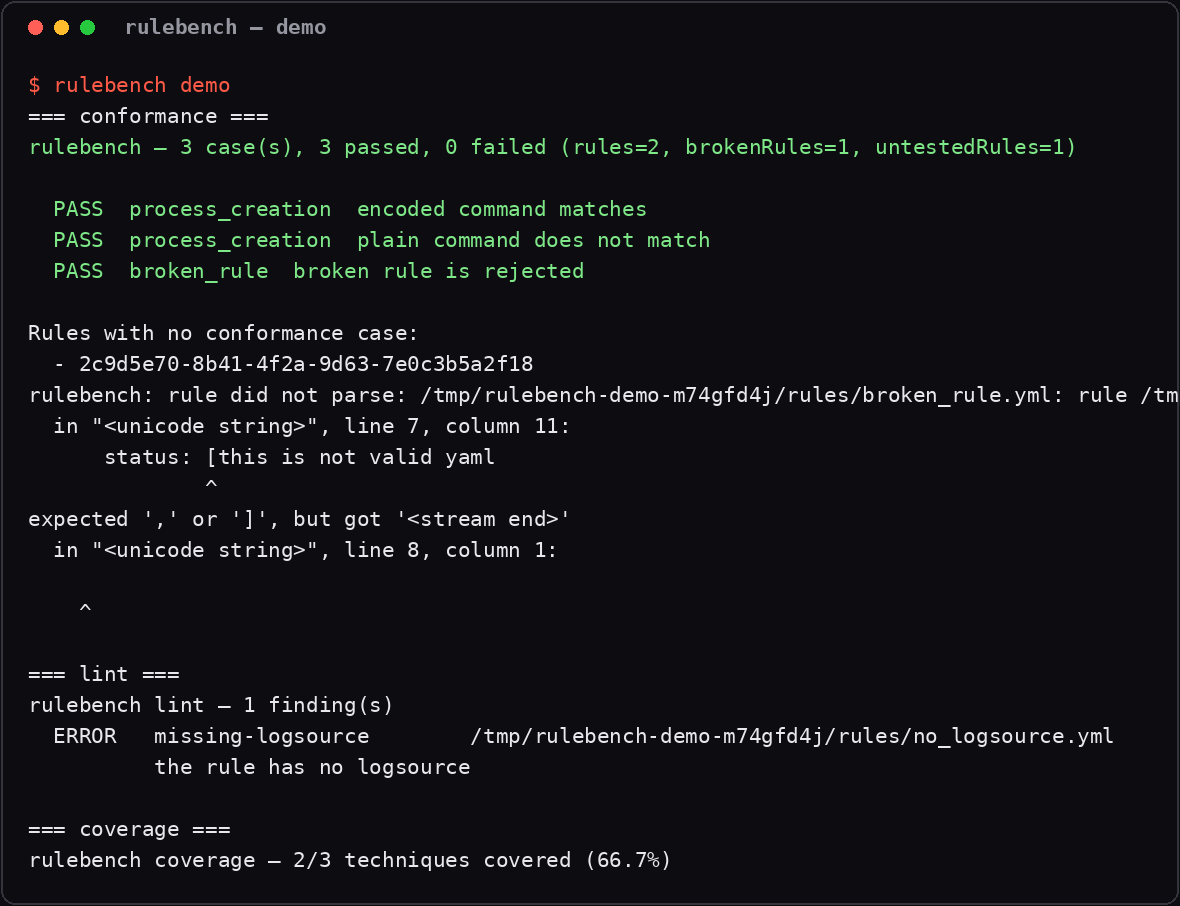 rulebench — demo
$ rulebench demo
=== conformance ===
rulebench — 3 case(s), 3 passed, 0 failed (rules=2, brokenRules=1, untestedRules=1)
PASS  process_creation  encoded command matches
PASS  process_creation  plain command does not match
PASS  broken_rule  broken rule is rejected
Rules with no conformance case:
- 2c9d5e70-8b41-4f2a-9d63-7e0c3b5a2f18
rulebench: rule did not parse: /tmp/rulebench-demo-m74gfd4j/rules/broken_rule.yml: rule /tm
in "<unicode string>", line 7, column 11:
status: [this is not valid yaml
^
expected ',' or ']', but got '<stream end>'
in "<unicode string>", line 8, column 1:
^
=== lint ===
rulebench lint — 1 finding(s)
ERROR   missing-logsource        /tmp/rulebench-demo-m74gfd4j/rules/no_logsource.yml
the rule has no logsource
=== coverage ===
rulebench coverage — 2/3 techniques covered (66.7%)